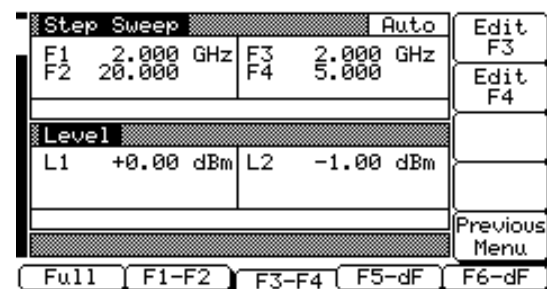 Step Sweep Auto
F1 2.000 GHz F3 2.000 GHz
F2 20.000 F4 5.000
Level
L1 +0.00 dBm L2 -1.00 dBm
Edit
F3
Edit
F4
Previous
Menu
Full F1-F2 F3-F4 F5-dF F6-dF